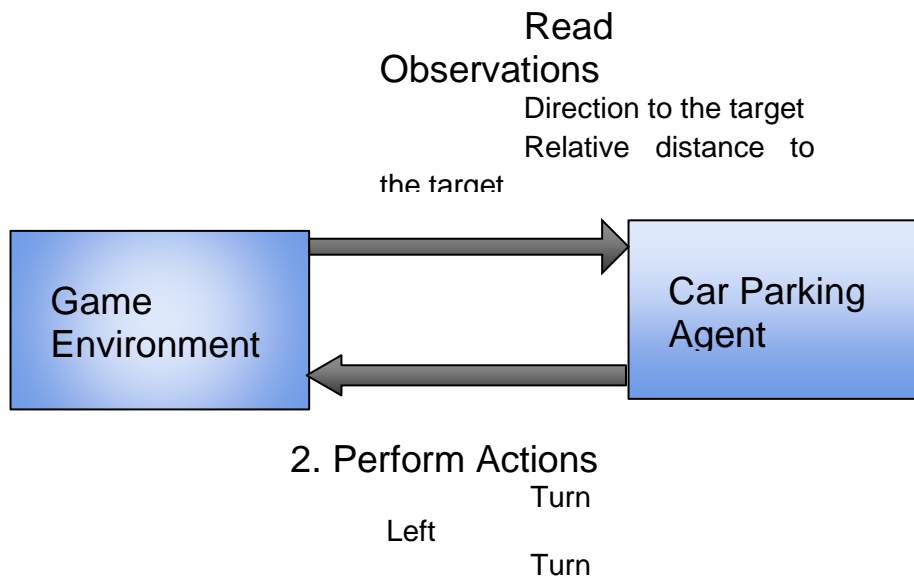 Read
Observations
Direction to the target
Relative distance to
the target
Game
Environment
Car Parking
Agent
2. Perform Actions
Turn
Left
Turn